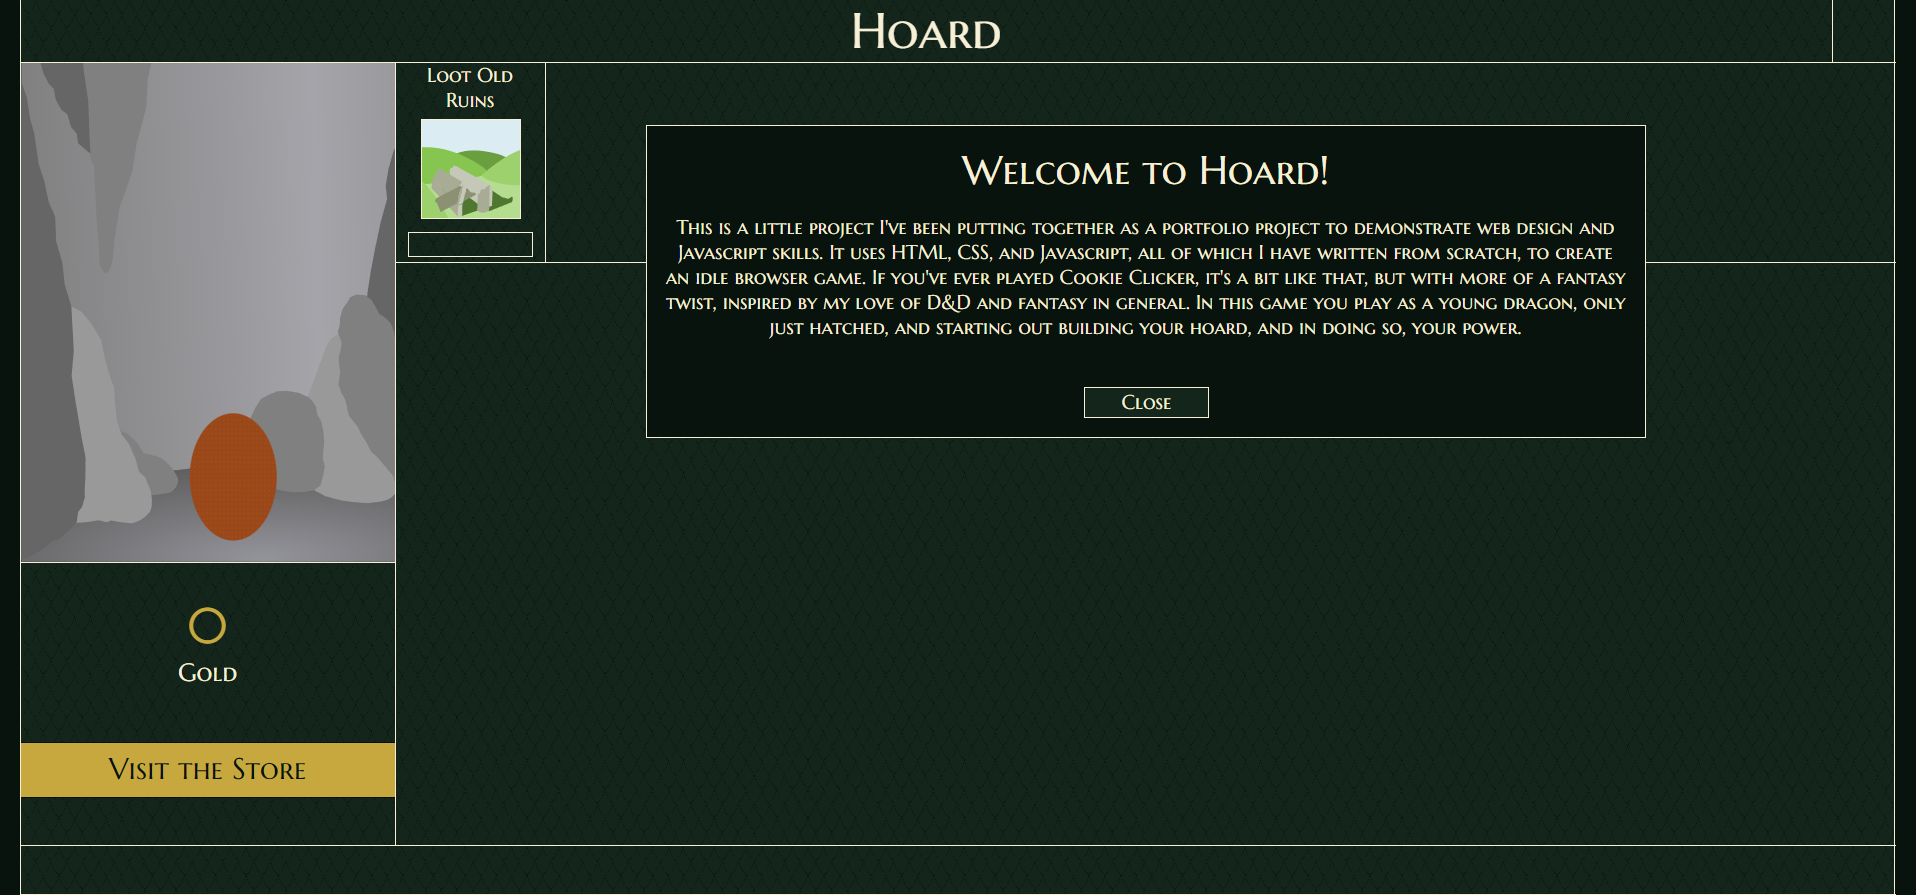 Hoard
Loot Old
Ruins
Welcome to Hoard!
This is a little project I've been putting together as a portfolio project to demonstrate web design and
Javascript skills. It uses HTML, CSS, and Javascript, all of which I have written from scratch, to create
an idle browser game. If you've ever played Cookie Clicker, it's a bit like that, but with more of a fantasy
twist, inspired by my love of D&D and fantasy in general. In this game you play as a young dragon, only
just hatched, and starting out building your hoard, and in doing so, your power.
Close
Gold
Visit the Store